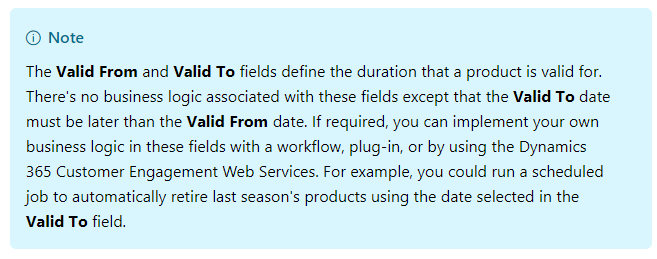 Note
The Valid From and Valid To fields define the duration that a product is valid for.
There's no business logic associated with these fields except that the Valid To date
must be later than the Valid From date. If required, you can implement your own
business logic in these fields with a workflow, plug-in, or by using the Dynamics
365 Customer Engagement Web Services. For example, you could run a scheduled
job to automatically retire last season's products using the date selected in the
Valid To field.